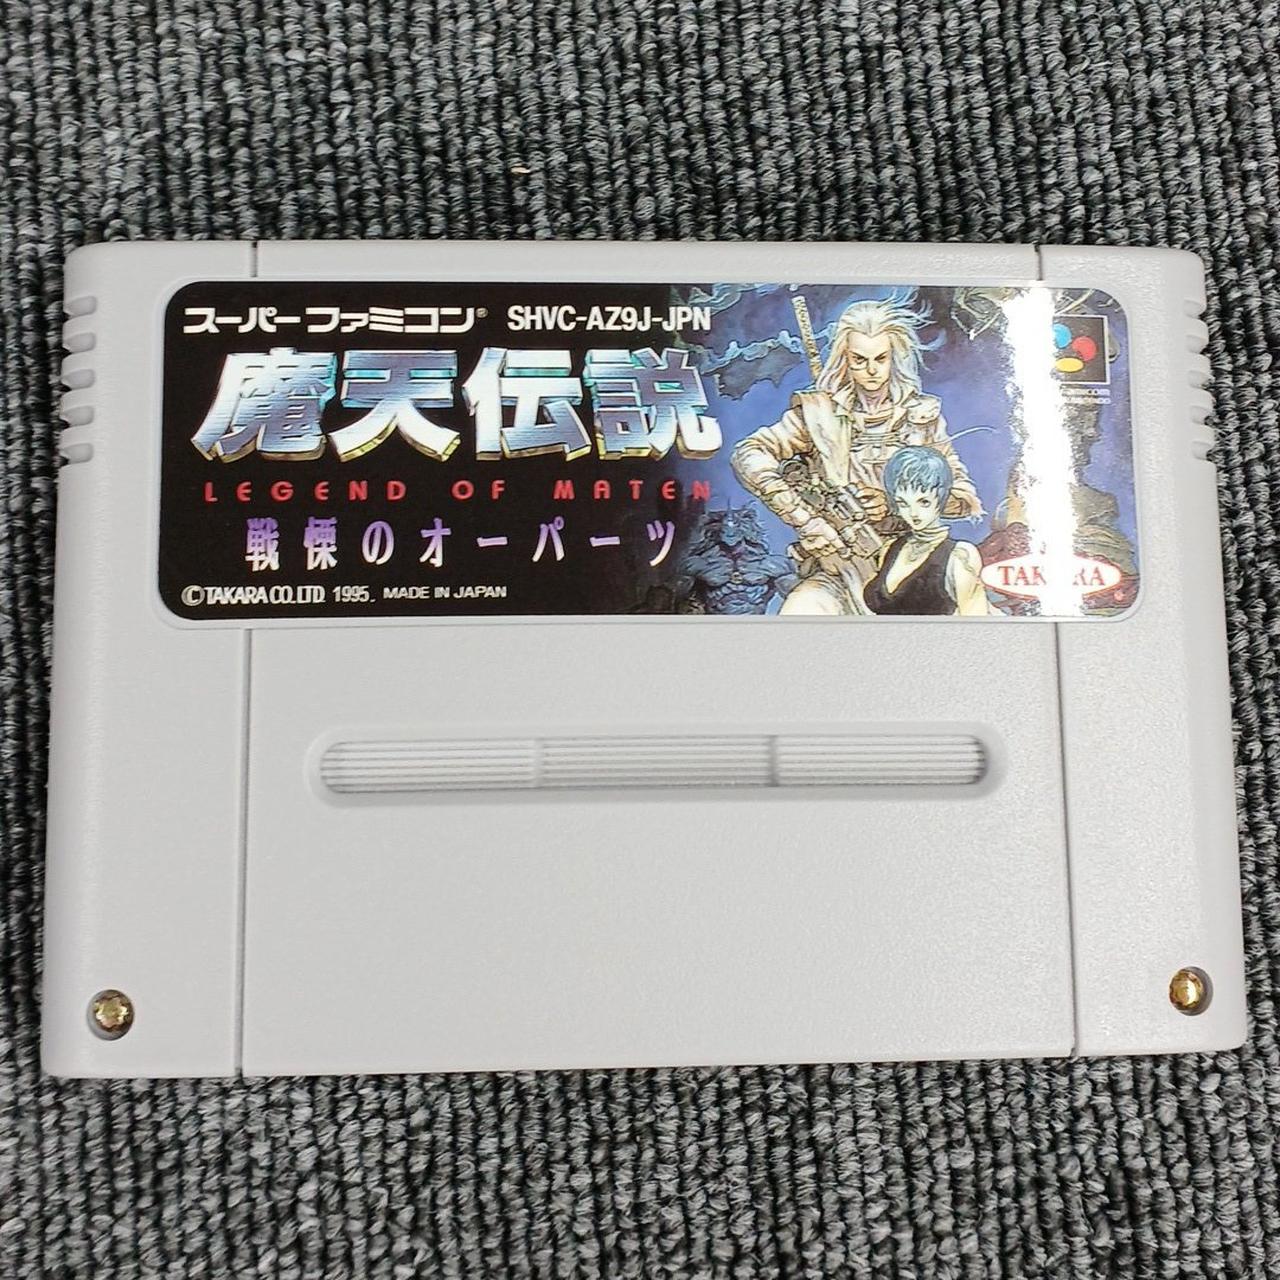 スーパーファミコン® SHVC-AZ9J-JPN
魔天伝説
LEGEND OF MATEN
戦慄のオーパーツ
©TAKARA CO.,LTD. 1995. MADE IN JAPAN
TAKARA